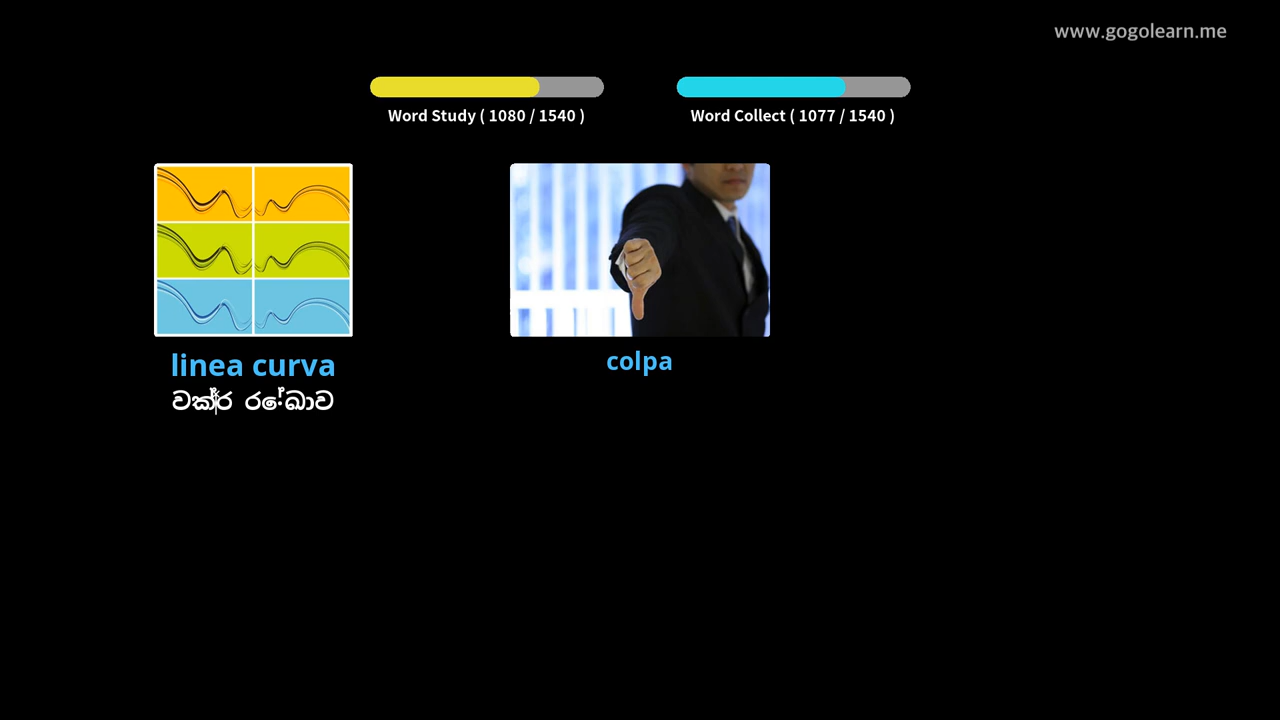 www.gogolearn.me
Word Study ( 1080 / 1540 )
Word Collect ( 1077 / 1540 )
linea curva
වක්‍ර රේඛාව
colpa